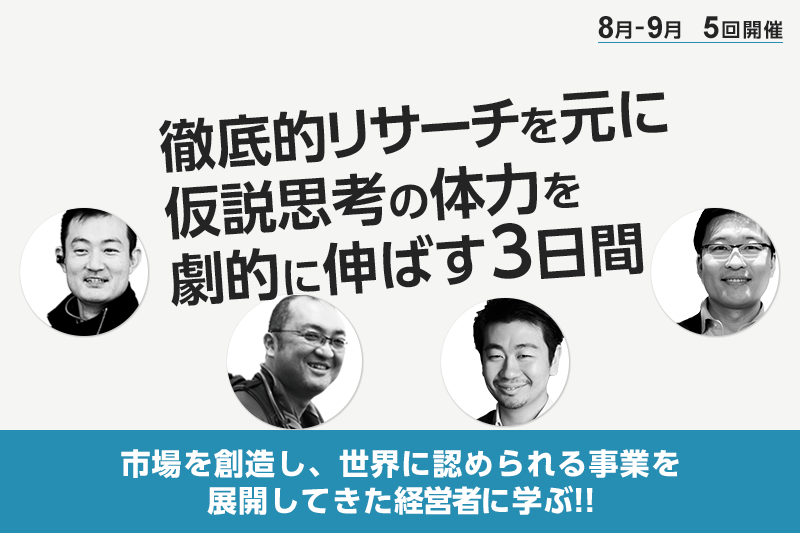 8月-9月 5回開催
徹底的リサーチを元に
仮説思考の体力を
劇的に伸ばす3日間
市場を創造し、世界に認められる事業を
展開してきた経営者に学ぶ!!